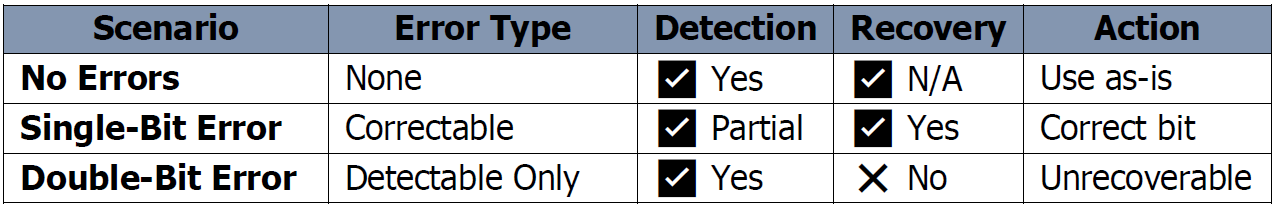 Scenario Error Type Detection Recovery Action
No Errors None ✅ Yes ✅ N/A Use as-is
Single-Bit Error Correctable ✅ Partial ✅ Yes Correct bit
Double-Bit Error Detectable Only ✅ Yes ❌ No Unrecoverable